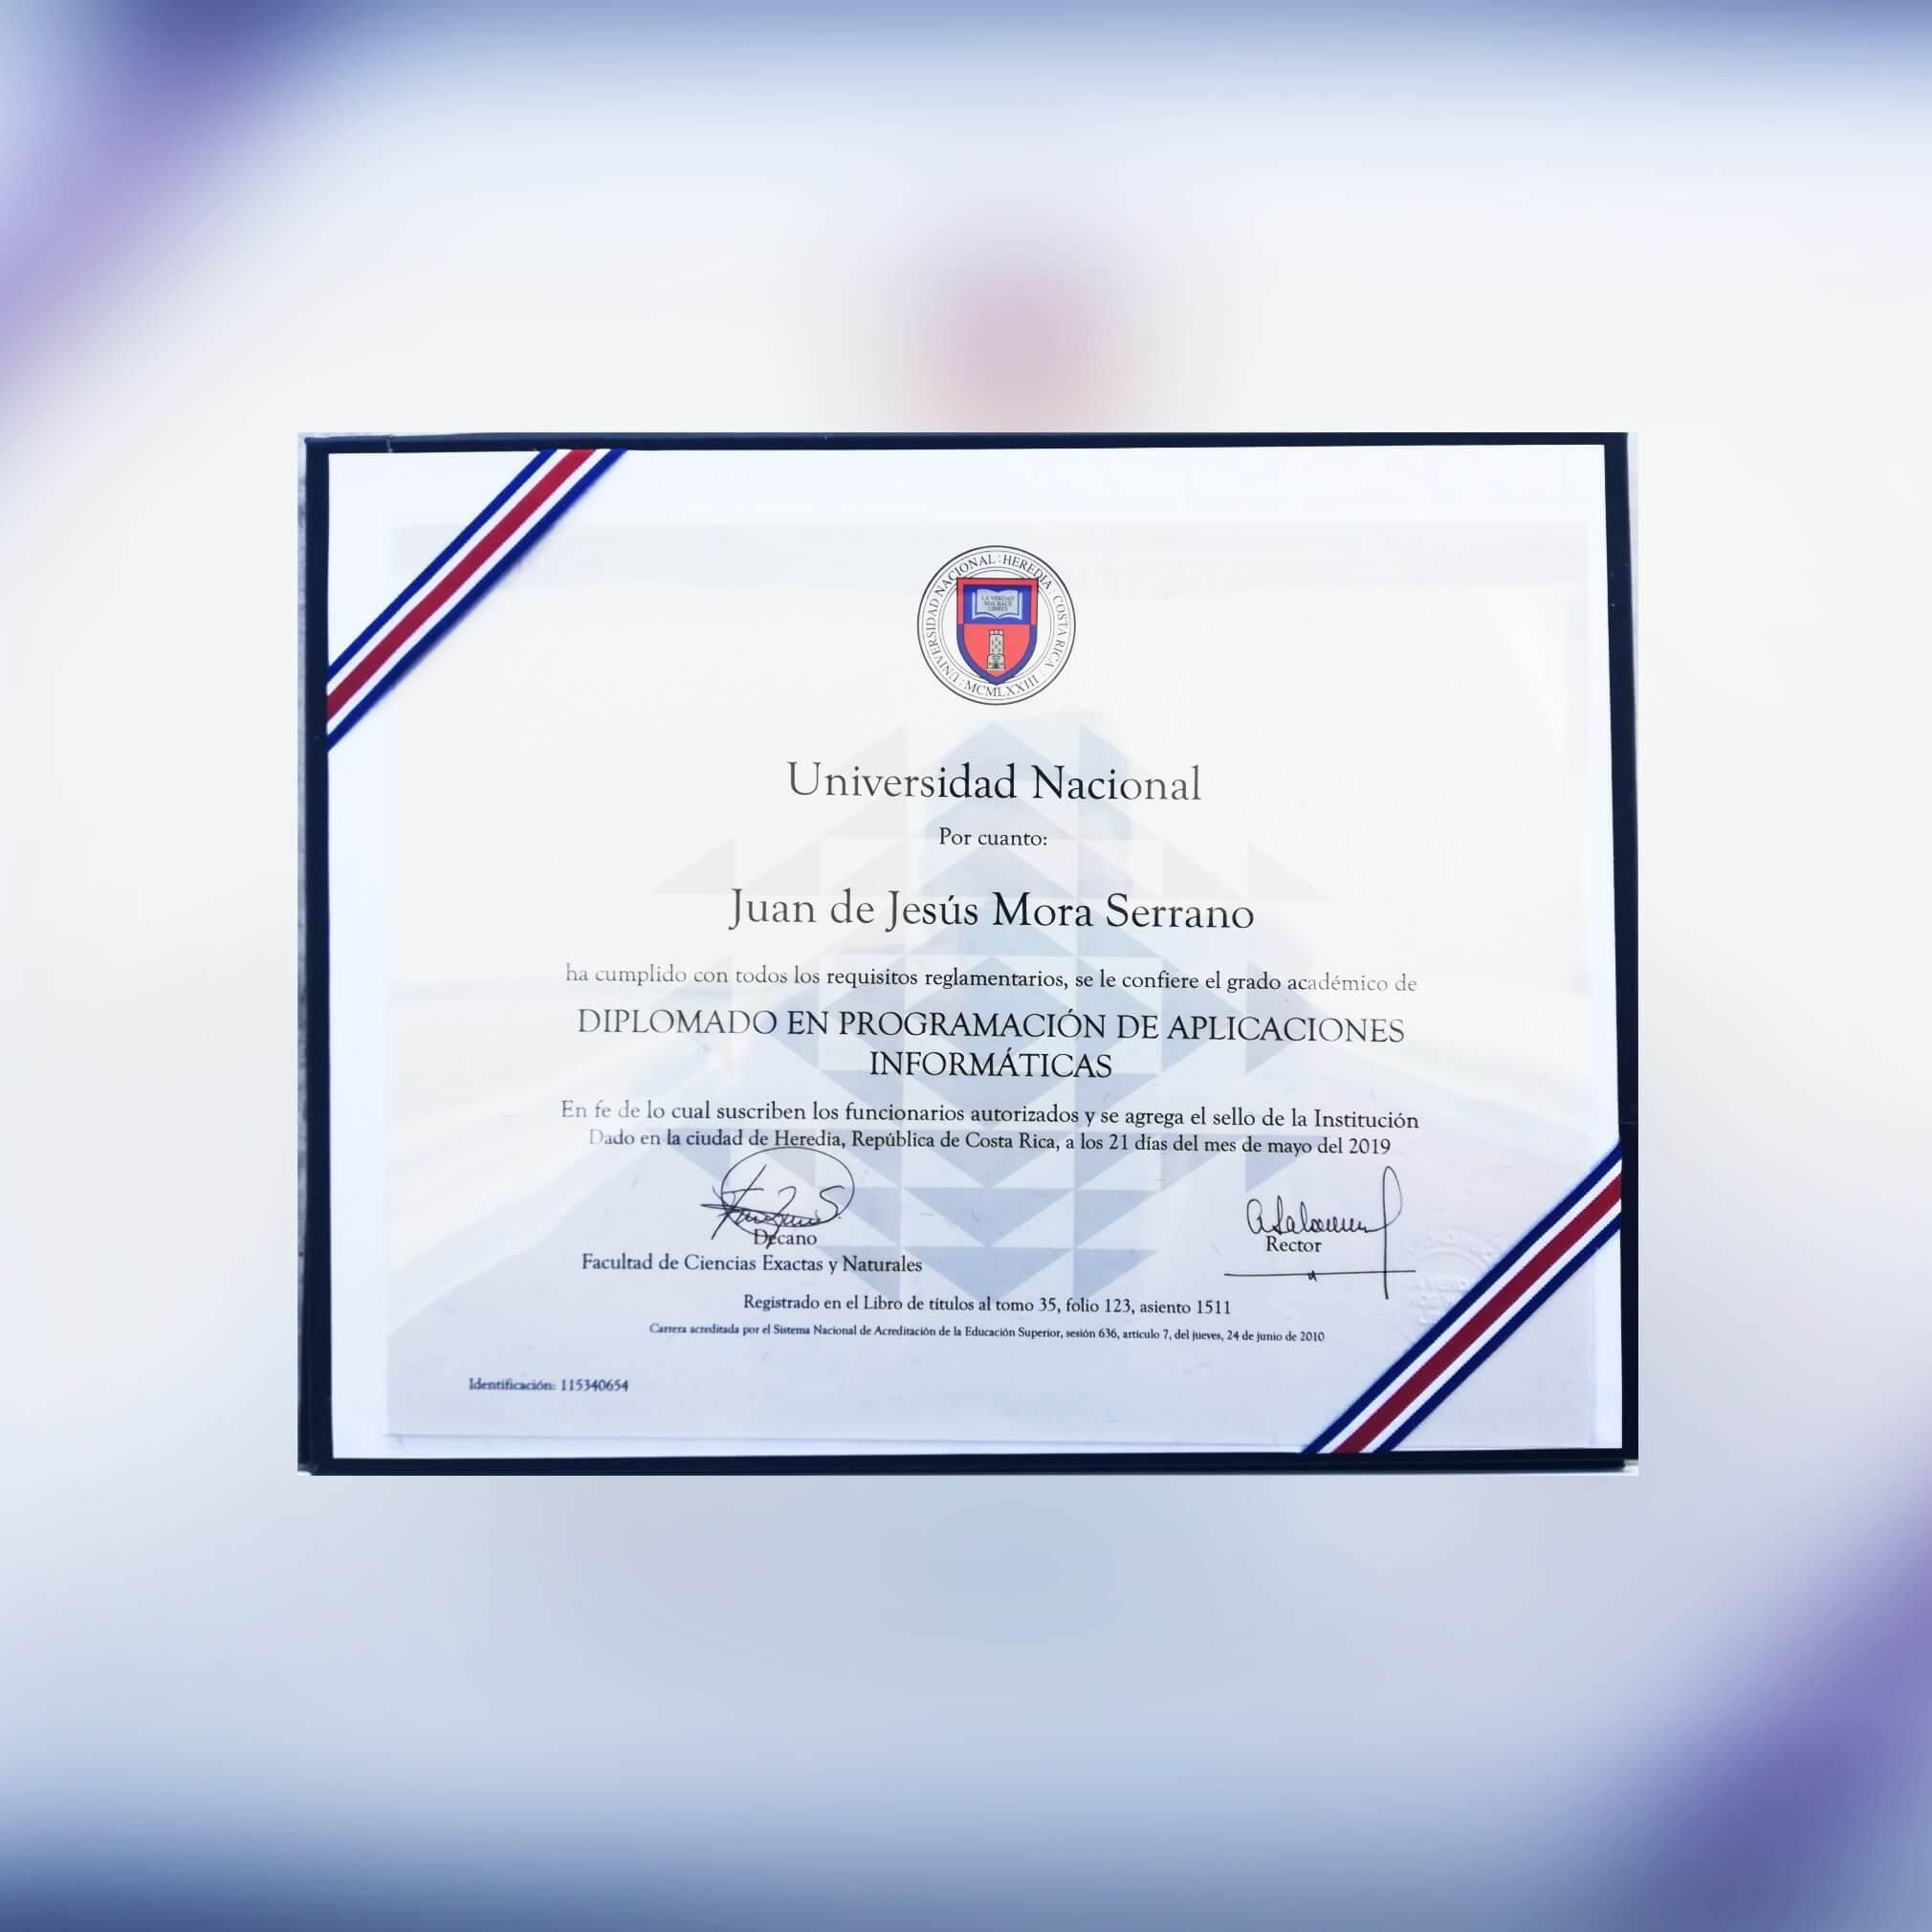 UNIVERSIDAD NACIONAL · HEREDIA · COSTA RICA · MCMLXXIII ·
LA VERDAD
NOS HACE
LIBRES
Universidad Nacional
Por cuanto:
Juan de Jesús Mora Serrano
ha cumplido con todos los requisitos reglamentarios, se le confiere el grado académico de
DIPLOMADO EN PROGRAMACIÓN DE APLICACIONES
INFORMÁTICAS
En fe de lo cual suscriben los funcionarios autorizados y se agrega el sello de la Institución
Dado en la ciudad de Heredia, República de Costa Rica, a los 21 días del mes de mayo del 2019
Decano
Facultad de Ciencias Exactas y Naturales
Rector
Registrado en el Libro de títulos al tomo 35, folio 123, asiento 1511
Carrera acreditada por el Sistema Nacional de Acreditación de la Educación Superior, sesión 636, artículo 7, del jueves, 24 de junio de 2010
Identificación: 115340654